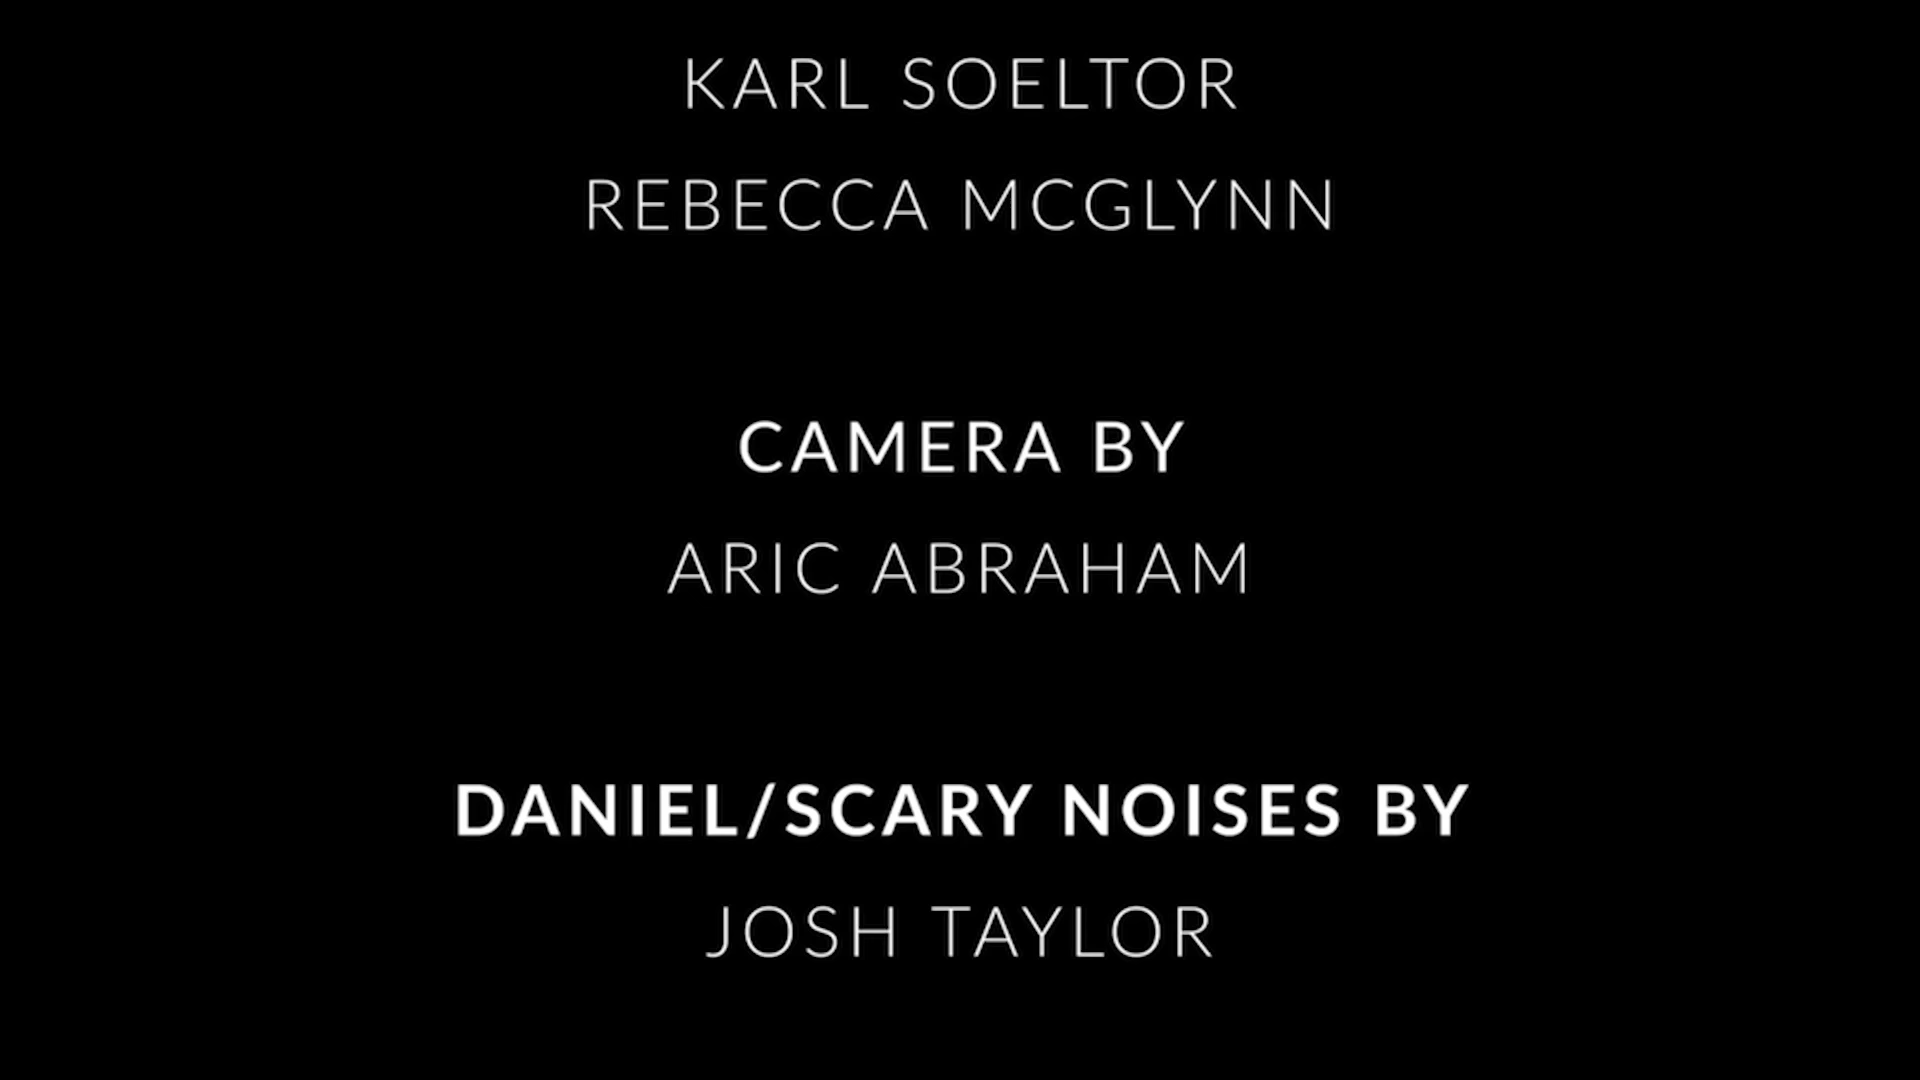 KARL SOELTOR
REBECCA MCGLYNN
CAMERA BY
ARIC ABRAHAM
DANIEL/SCARY NOISES BY
JOSH TAYLOR